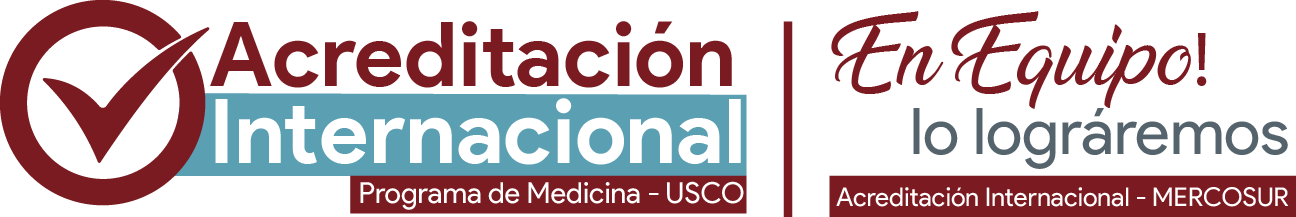 Acreditación
Internacional
Programa de Medicina - USCO
En Equipo!
lo lográremos
Acreditación Internacional - MERCOSUR